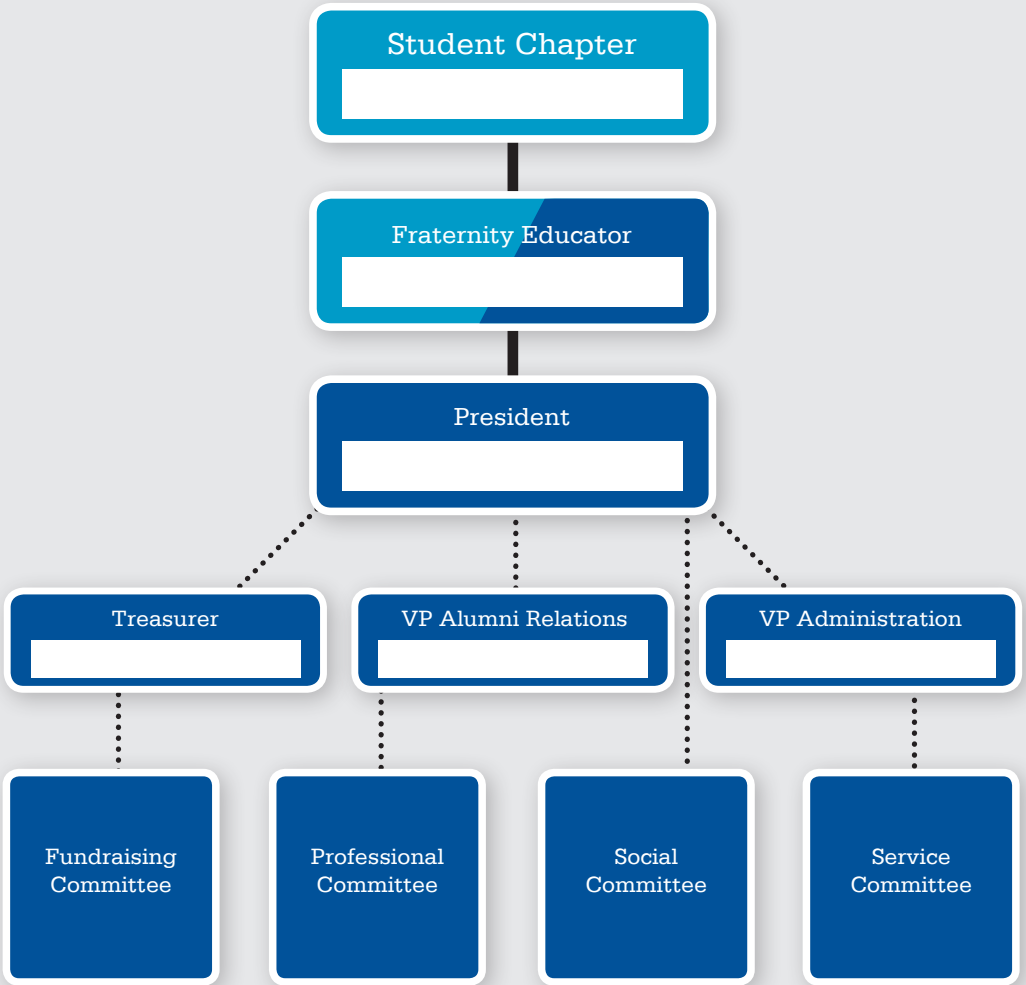 Student Chapter
Fraternity Educator
President
Treasurer
VP Alumni Relations
VP Administration
Fundraising
Committee
Professional
Committee
Social
Committee
Service
Committee